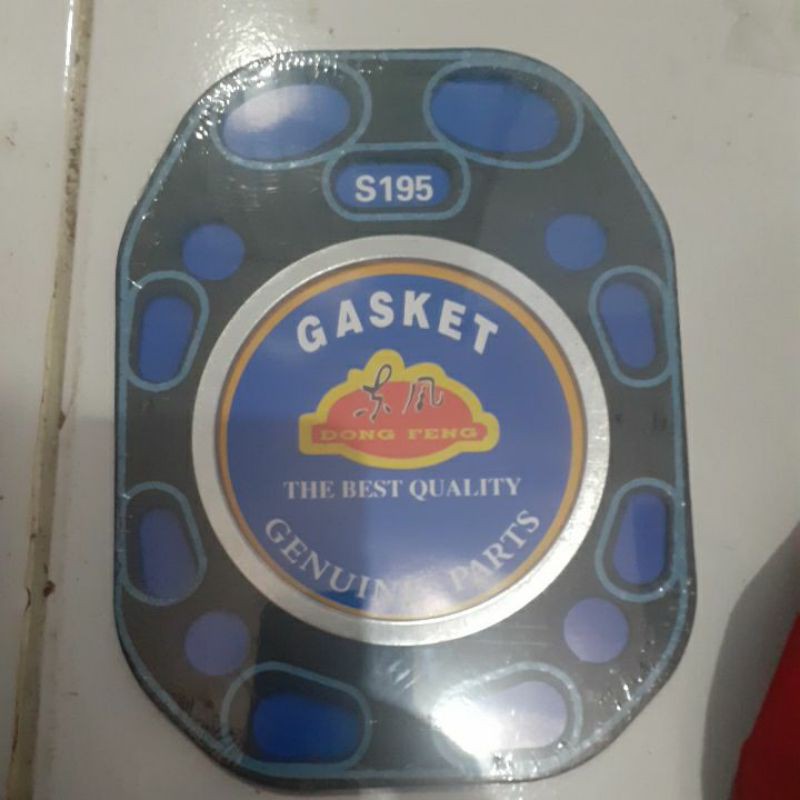 S195
GASKET
东风
DONG FENG
THE BEST QUALITY
GENUINE PARTS